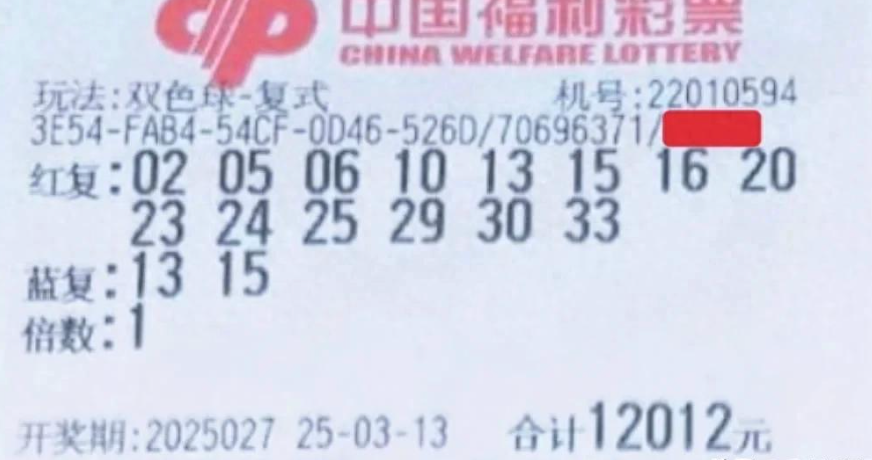 中国福利彩票
CHINA WELFARE LOTTERY
玩法:双色球-复式 机号:22010594
3E54-FAB4-54CF-0D46-526D/70696371/
红复:02 05 06 10 13 15 16 20
23 24 25 29 30 33
蓝复:13 15
倍数:1
开奖期:2025027 25-03-13 合计12012元